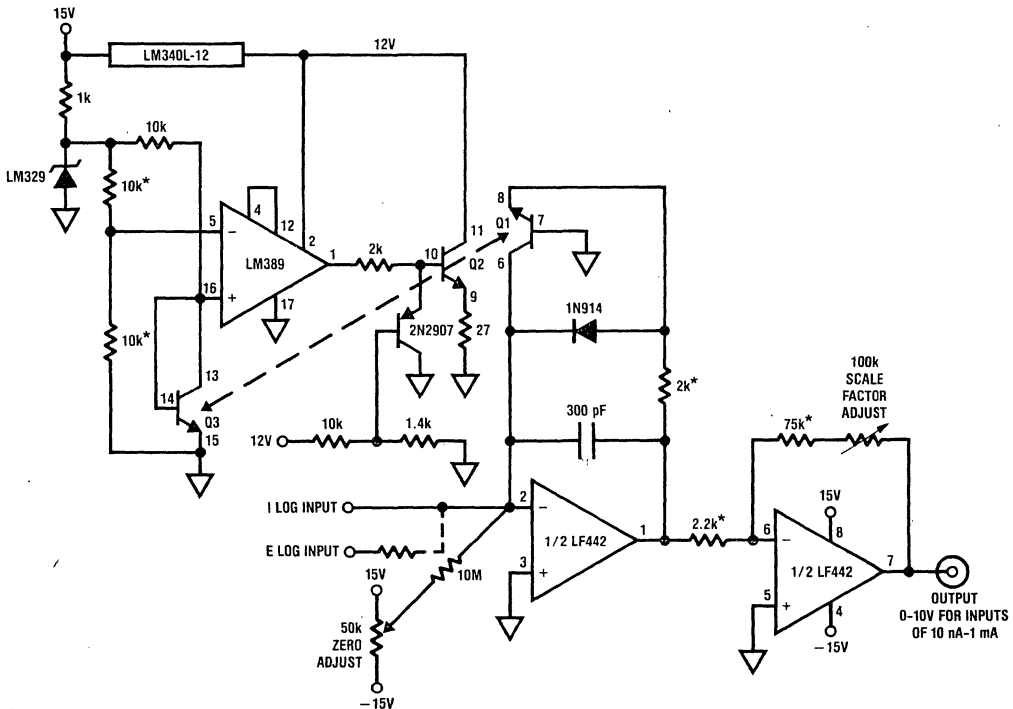 15V
LM340L-12
12V
1k
10k
LM329
10k*
8
4
Q1
7
5
12
11
−
2
1
2k
10
6
LM389
Q2
16
+
17
9
1N914
2N2907
27
10k*
100k
SCALE
FACTOR
ADJUST
13
2k*
14
Q3
300 pF
75k*
15
10k
1.4k
12V
15V
I LOG INPUT
2
−
8
1/2 LF442
1
2.2k*
6
−
E LOG INPUT
3
+
10M
1/2 LF442
7
15V
5
+
4
OUTPUT
0–10V FOR INPUTS
OF 10 nA-1 mA
50k
ZERO
ADJUST
−15V
−15V